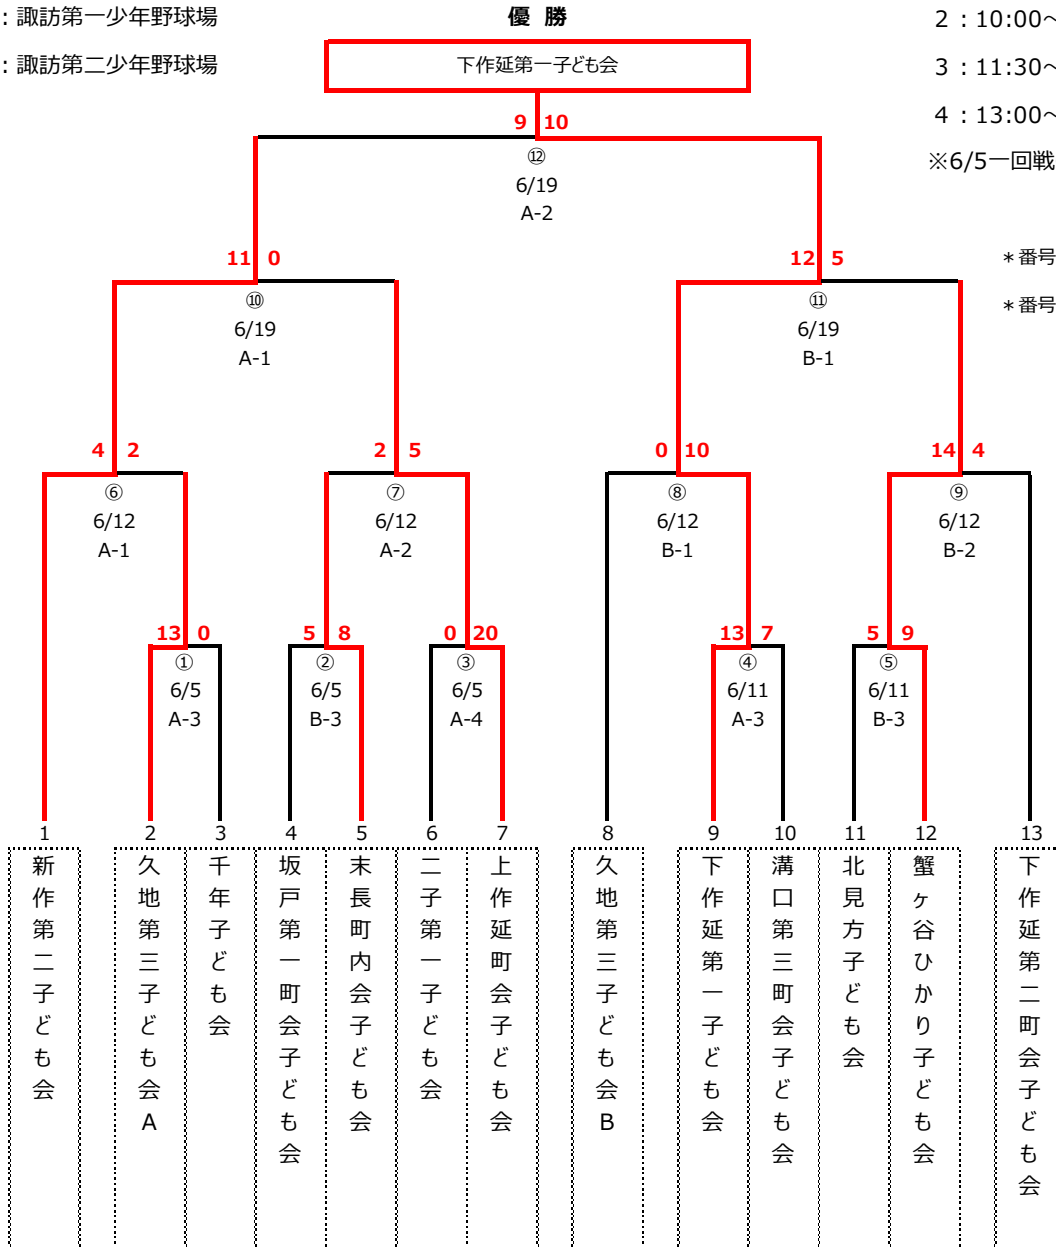 : 諏訪第一少年野球場
優 勝
2 : 10:00～
: 諏訪第二少年野球場
下作延第一子ども会
3 : 11:30～
4 : 13:00～
9 10
⑫
6/19
A-2
※6/5一回戦
11 0
⑩
6/19
A-1
12 5
⑪
6/19
B-1
＊番号
＊番号
4 2
⑥
6/12
A-1
2 5
⑦
6/12
A-2
0 10
⑧
6/12
B-1
14 4
⑨
6/12
B-2
13 0
①
6/5
A-3
5 8
②
6/5
B-3
0 20
③
6/5
A-4
13 7
④
6/11
A-3
5 9
⑤
6/11
B-3
1
新作第二子ども会
2
久地第三子ども会A
3
千年子ども会
4
坂戸第一町会子ども会
5
末長町内会子ども会
6
二子第一子ども会
7
上作延町会子ども会
8
久地第三子ども会B
9
下作延第一子ども会
10
溝口第三町会子ども会
11
北見方子ども会
12
蟹ヶ谷ひかり子ども会
13
下作延第二町会子ども会